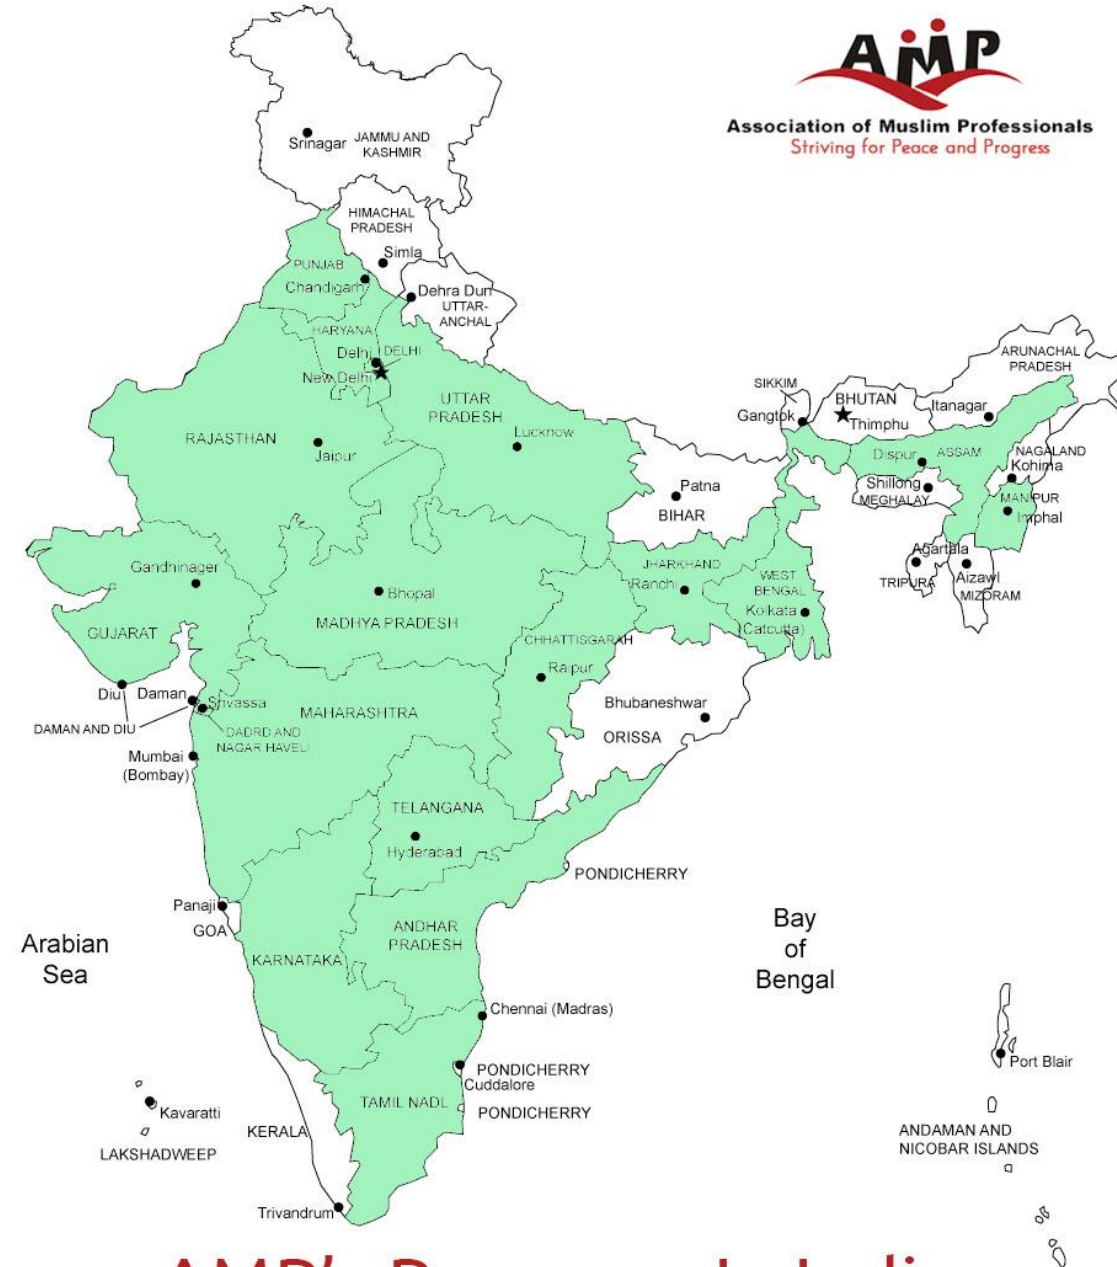 AMP
Association of Muslim Professionals
Striving for Peace and Progress
Srinagar
JAMMU AND
KASHMIR
HIMACHAL
PRADESH
Simla
PUNJAB
Chandigarh
Dehra Dun
UTTAR-
ANCHAL
HARYANA
Delhi
DELHI
New Delhi
UTTAR
PRADESH
Lucknow
RAJASTHAN
Jaipur
ARUNACHAL
PRADESH
SIKKIM
Gangtok
BHUTAN
Thimphu
Itanagar
Dispur
ASSAM
NAGALAND
Kohima
Shillong
MEGHALAY
MANIPUR
Imphal
Patna
BIHAR
Agartala
TRIPURA
Aizawl
MIZORAM
Gandhinager
GUJARAT
Bhopal
MADHYA PRADESH
JHARKHAND
Ranchi
WEST
BENGAL
Kolkata
(Catcutta)
CHHATTISGARAH
Raipur
Diu
Daman
Srivassa
DAMAN AND DIU
DADRD AND
NAGAR HAVELI
MAHARASHTRA
Bhubaneshwar
ORISSA
Mumbai
(Bombay)
TELANGANA
Hyderabad
PONDICHERRY
Panaji
GOA
ANDHAR
PRADESH
KARNATAKA
Arabian
Sea
Bay
of
Bengal
Chennai (Madras)
PONDICHERRY
Cuddalore
PONDICHERRY
TAMIL NADL
Kavaratti
LAKSHADWEEP
KERALA
Trivandrum
Port Blair
ANDAMAN AND
NICOBAR ISLANDS